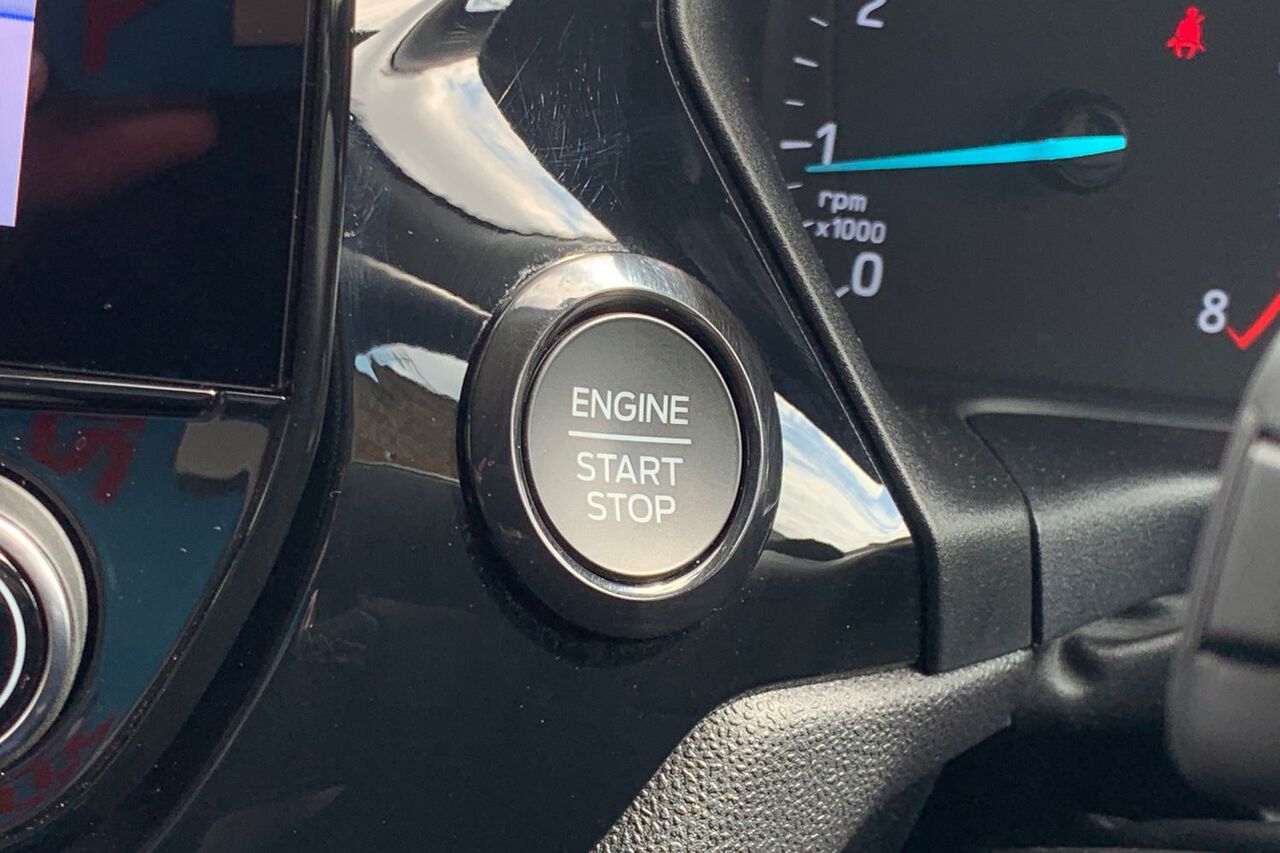 2
1
rpm
x1000
0
8
ENGINE
START
STOP